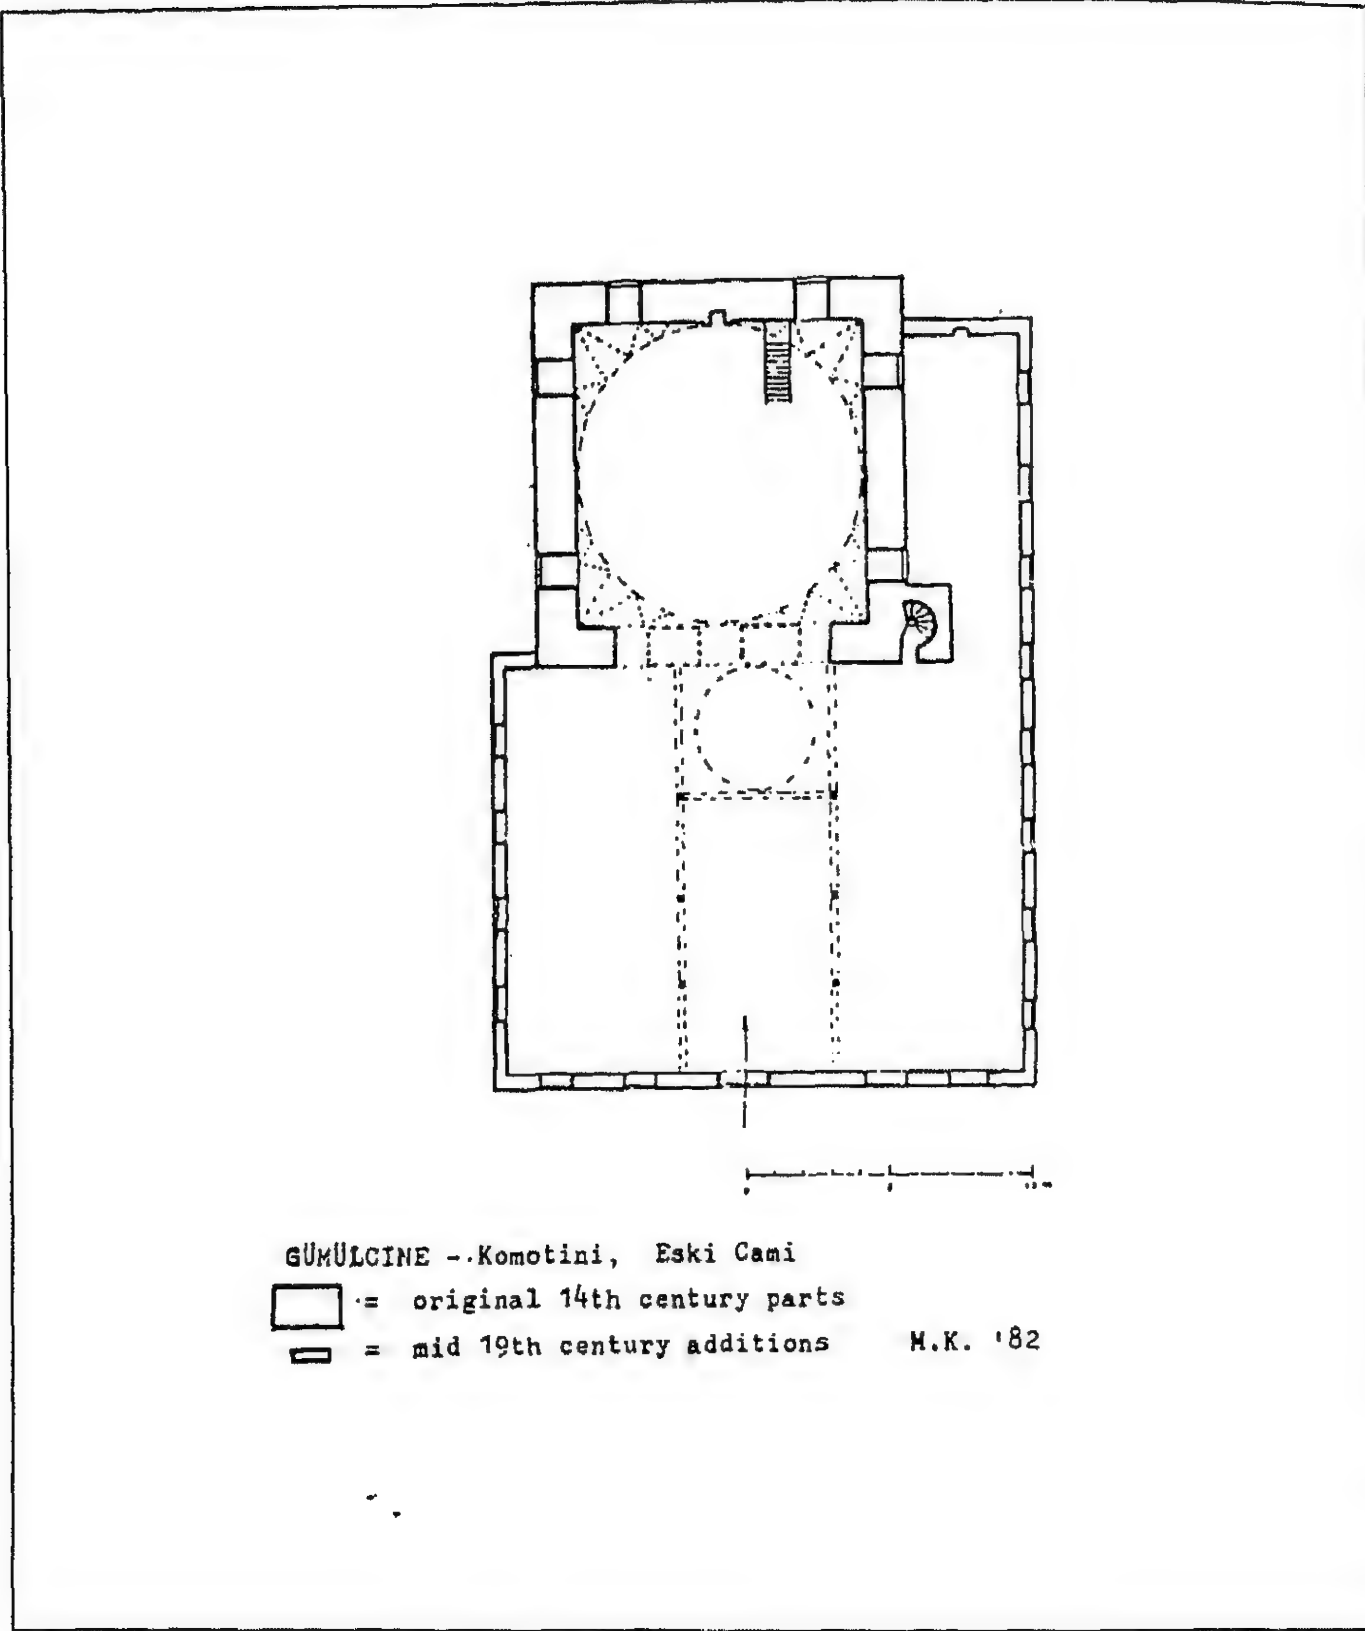 GÜMÜLCINE - Komotini, Eski Cami
= original 14th century parts
= mid 19th century additions M.K. '82